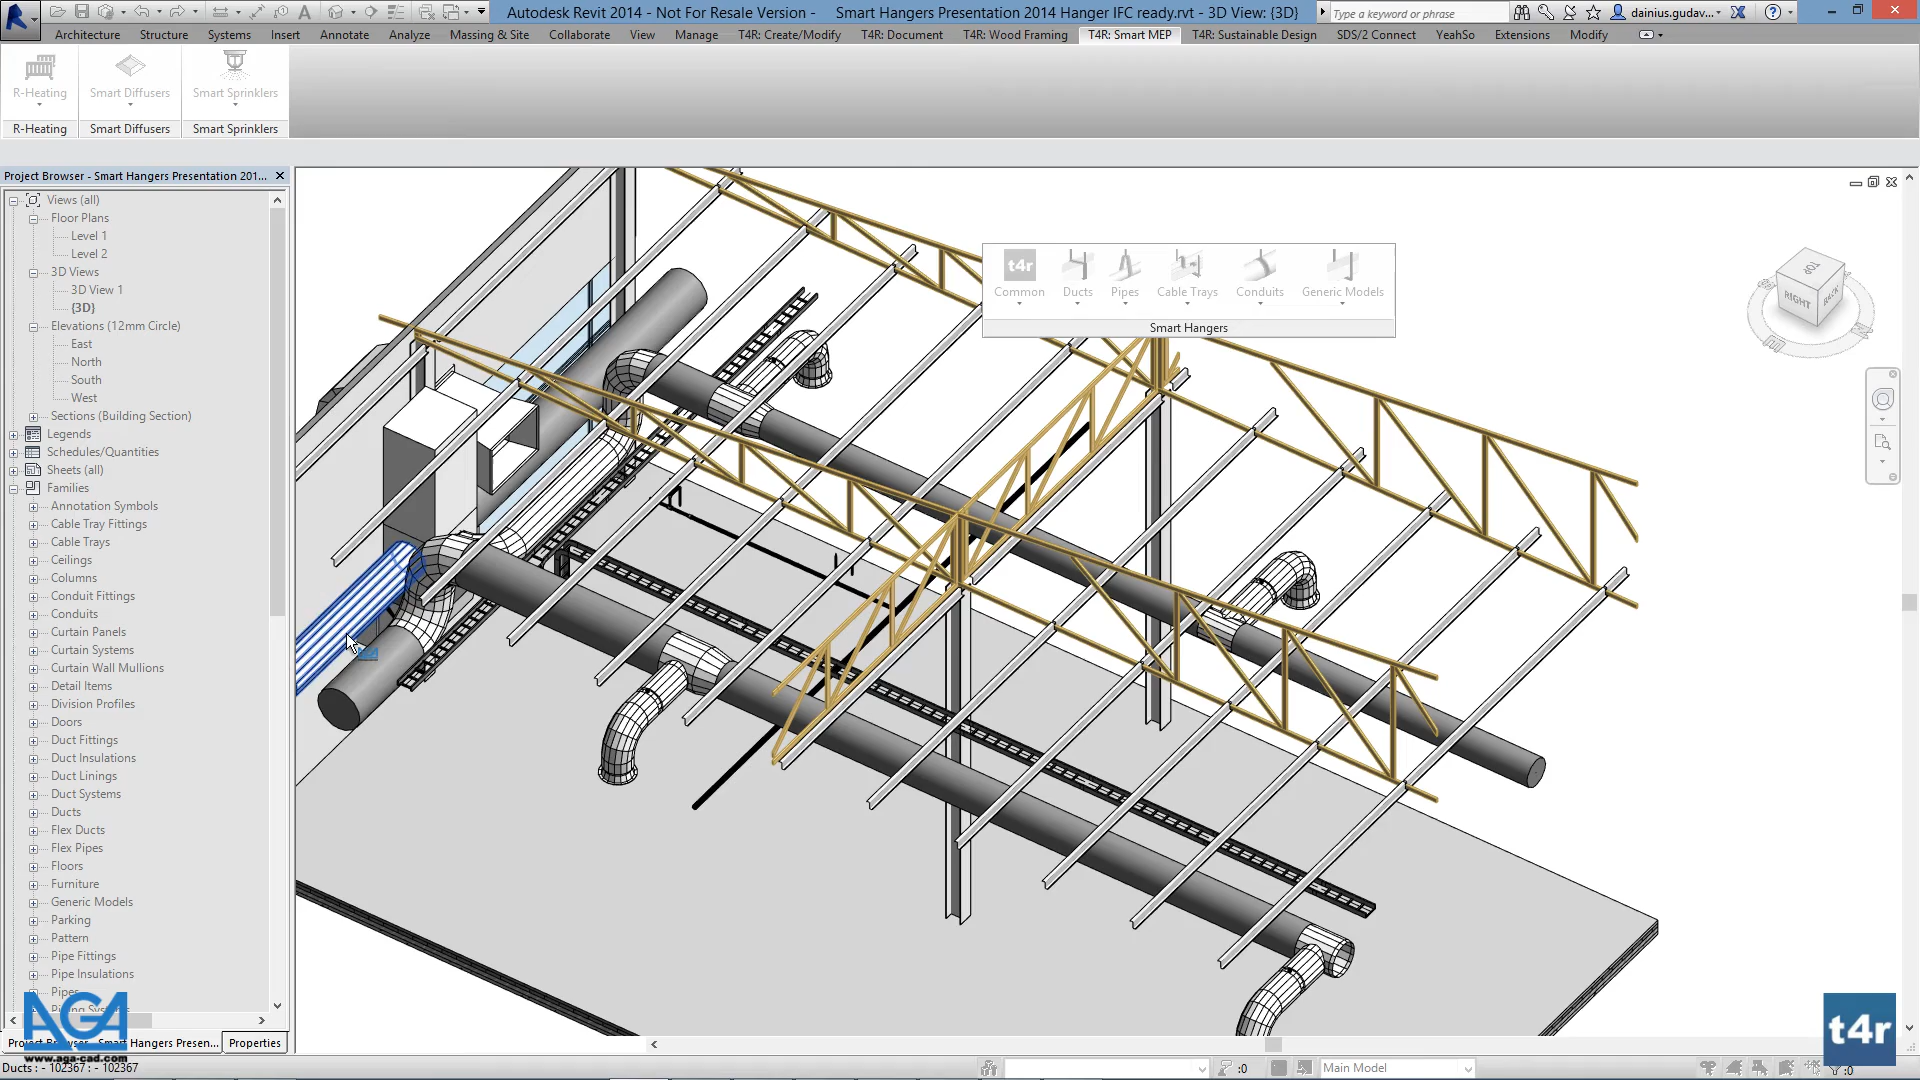 Autodesk Revit 2014 - Not For Resale Version - Smart Hangers Presentation 2014 Hanger IFC ready.rvt - 3D View: {3D}
Type a keyword or phrase
dainius.gudav...
Architecture Structure Systems Insert Annotate Analyze Massing & Site Collaborate View Manage T4R: Create/Modify T4R: Document T4R: Wood Framing T4R: Smart MEP T4R: Sustainable Design SDS/2 Connect YeahSo Extensions Modify
R-Heating Smart Diffusers Smart Sprinklers
R-Heating Smart Diffusers Smart Sprinklers
Project Browser - Smart Hangers Presentation 201...
Views (all)
Floor Plans
Level 1
Level 2
3D Views
3D View 1
{3D}
Elevations (12mm Circle)
East
North
South
West
Sections (Building Section)
Legends
Schedules/Quantities
Sheets (all)
Families
Annotation Symbols
Cable Tray Fittings
Cable Trays
Ceilings
Columns
Conduit Fittings
Conduits
Curtain Panels
Curtain Systems
Curtain Wall Mullions
Detail Items
Division Profiles
Doors
Duct Fittings
Duct Insulations
Duct Linings
Duct Systems
Ducts
Flex Ducts
Flex Pipes
Floors
Furniture
Generic Models
Parking
Pattern
Pipe Fittings
Pipe Insulations
Pipes
t4r
Common Ducts Pipes Cable Trays Conduits Generic Models
Smart Hangers
TOP
RIGHT
BACK
AGA
www.aga-cad.com
Properties
Ducts : - 102367 : - 102367
:0
Main Model
:0
t4r